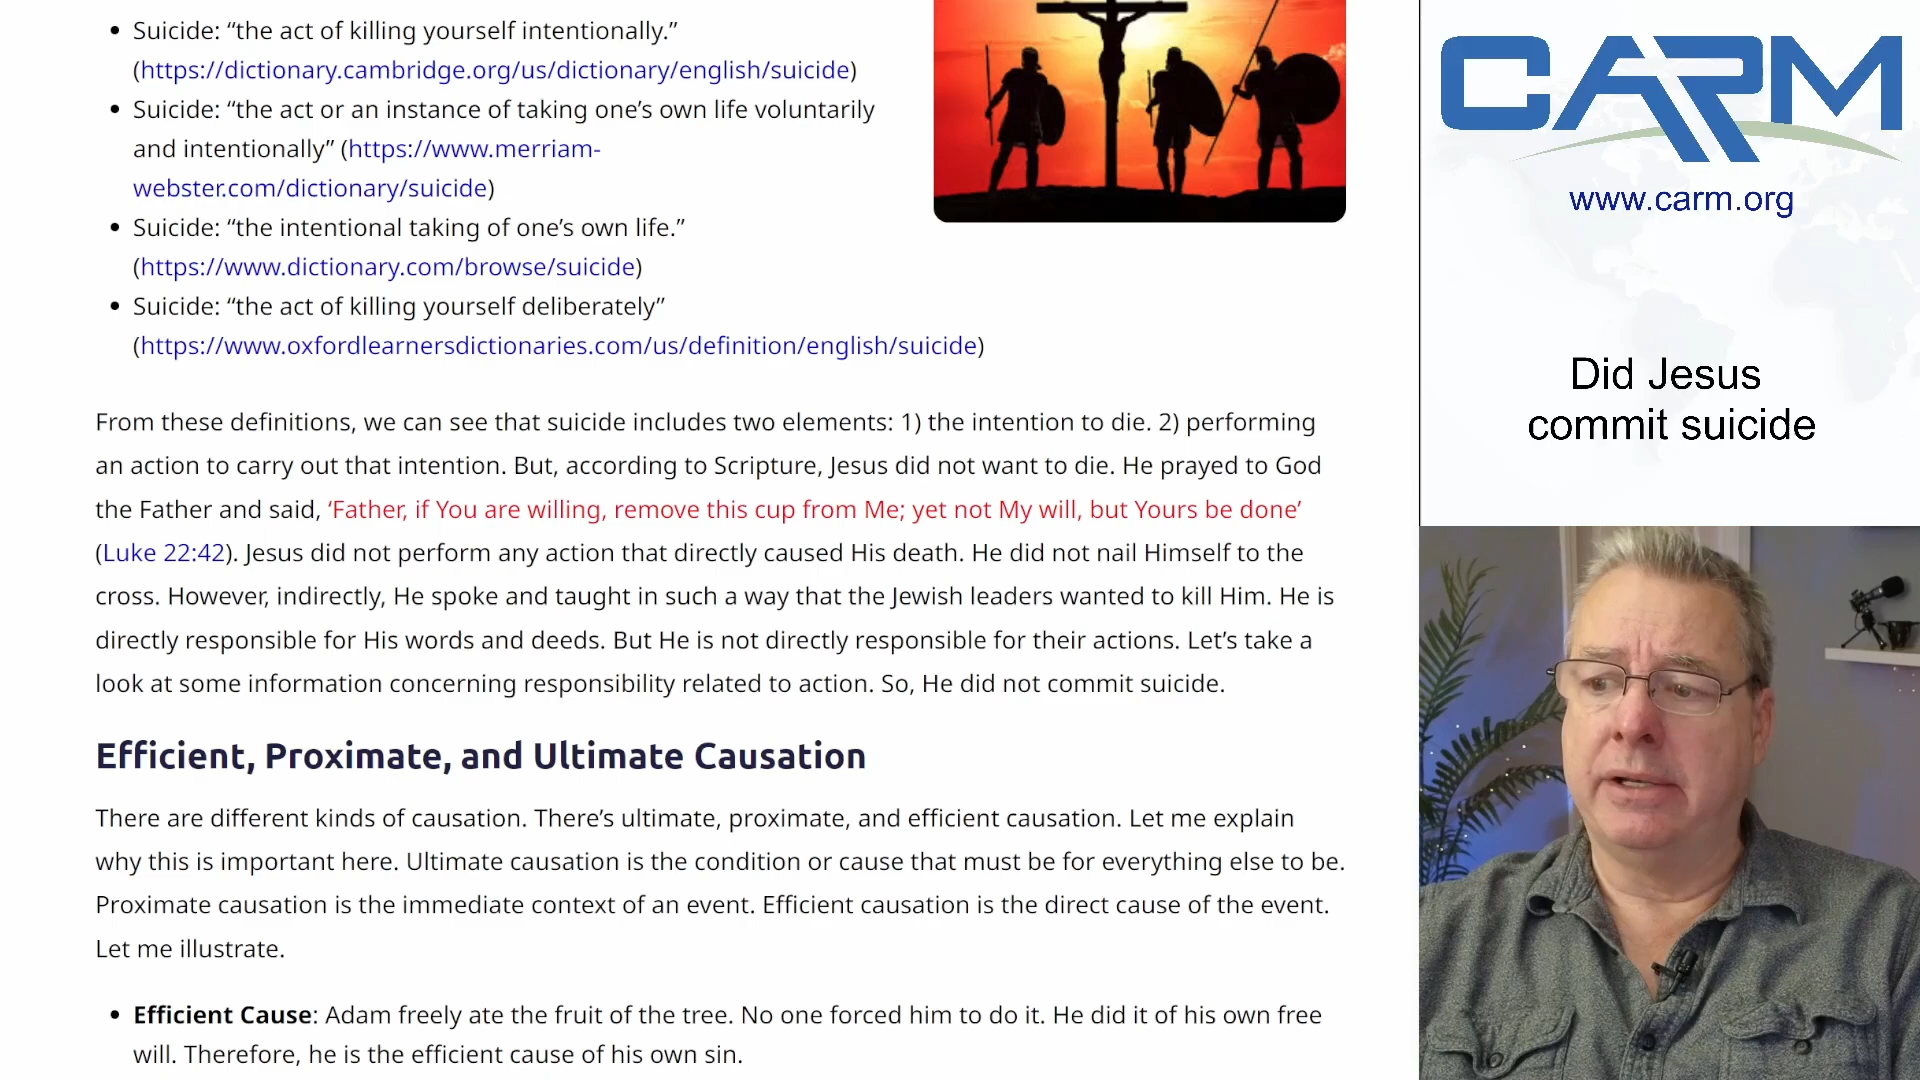 Suicide: “the act of killing yourself intentionally.”
(https://dictionary.cambridge.org/us/dictionary/english/suicide)
Suicide: “the act or an instance of taking one’s own life voluntarily
and intentionally” (https://www.merriam-
webster.com/dictionary/suicide)
Suicide: “the intentional taking of one’s own life.”
(https://www.dictionary.com/browse/suicide)
Suicide: “the act of killing yourself deliberately”
(https://www.oxfordlearnersdictionaries.com/us/definition/english/suicide)
From these definitions, we can see that suicide includes two elements: 1) the intention to die. 2) performing
an action to carry out that intention. But, according to Scripture, Jesus did not want to die. He prayed to God
the Father and said, ‘Father, if You are willing, remove this cup from Me; yet not My will, but Yours be done’
(Luke 22:42). Jesus did not perform any action that directly caused His death. He did not nail Himself to the
cross. However, indirectly, He spoke and taught in such a way that the Jewish leaders wanted to kill Him. He is
directly responsible for His words and deeds. But He is not directly responsible for their actions. Let’s take a
look at some information concerning responsibility related to action. So, He did not commit suicide.
Efficient, Proximate, and Ultimate Causation
There are different kinds of causation. There’s ultimate, proximate, and efficient causation. Let me explain
why this is important here. Ultimate causation is the condition or cause that must be for everything else to be.
Proximate causation is the immediate context of an event. Efficient causation is the direct cause of the event.
Let me illustrate.
Efficient Cause: Adam freely ate the fruit of the tree. No one forced him to do it. He did it of his own free
will. Therefore, he is the efficient cause of his own sin.
CARM
www.carm.org
Did Jesus
commit suicide